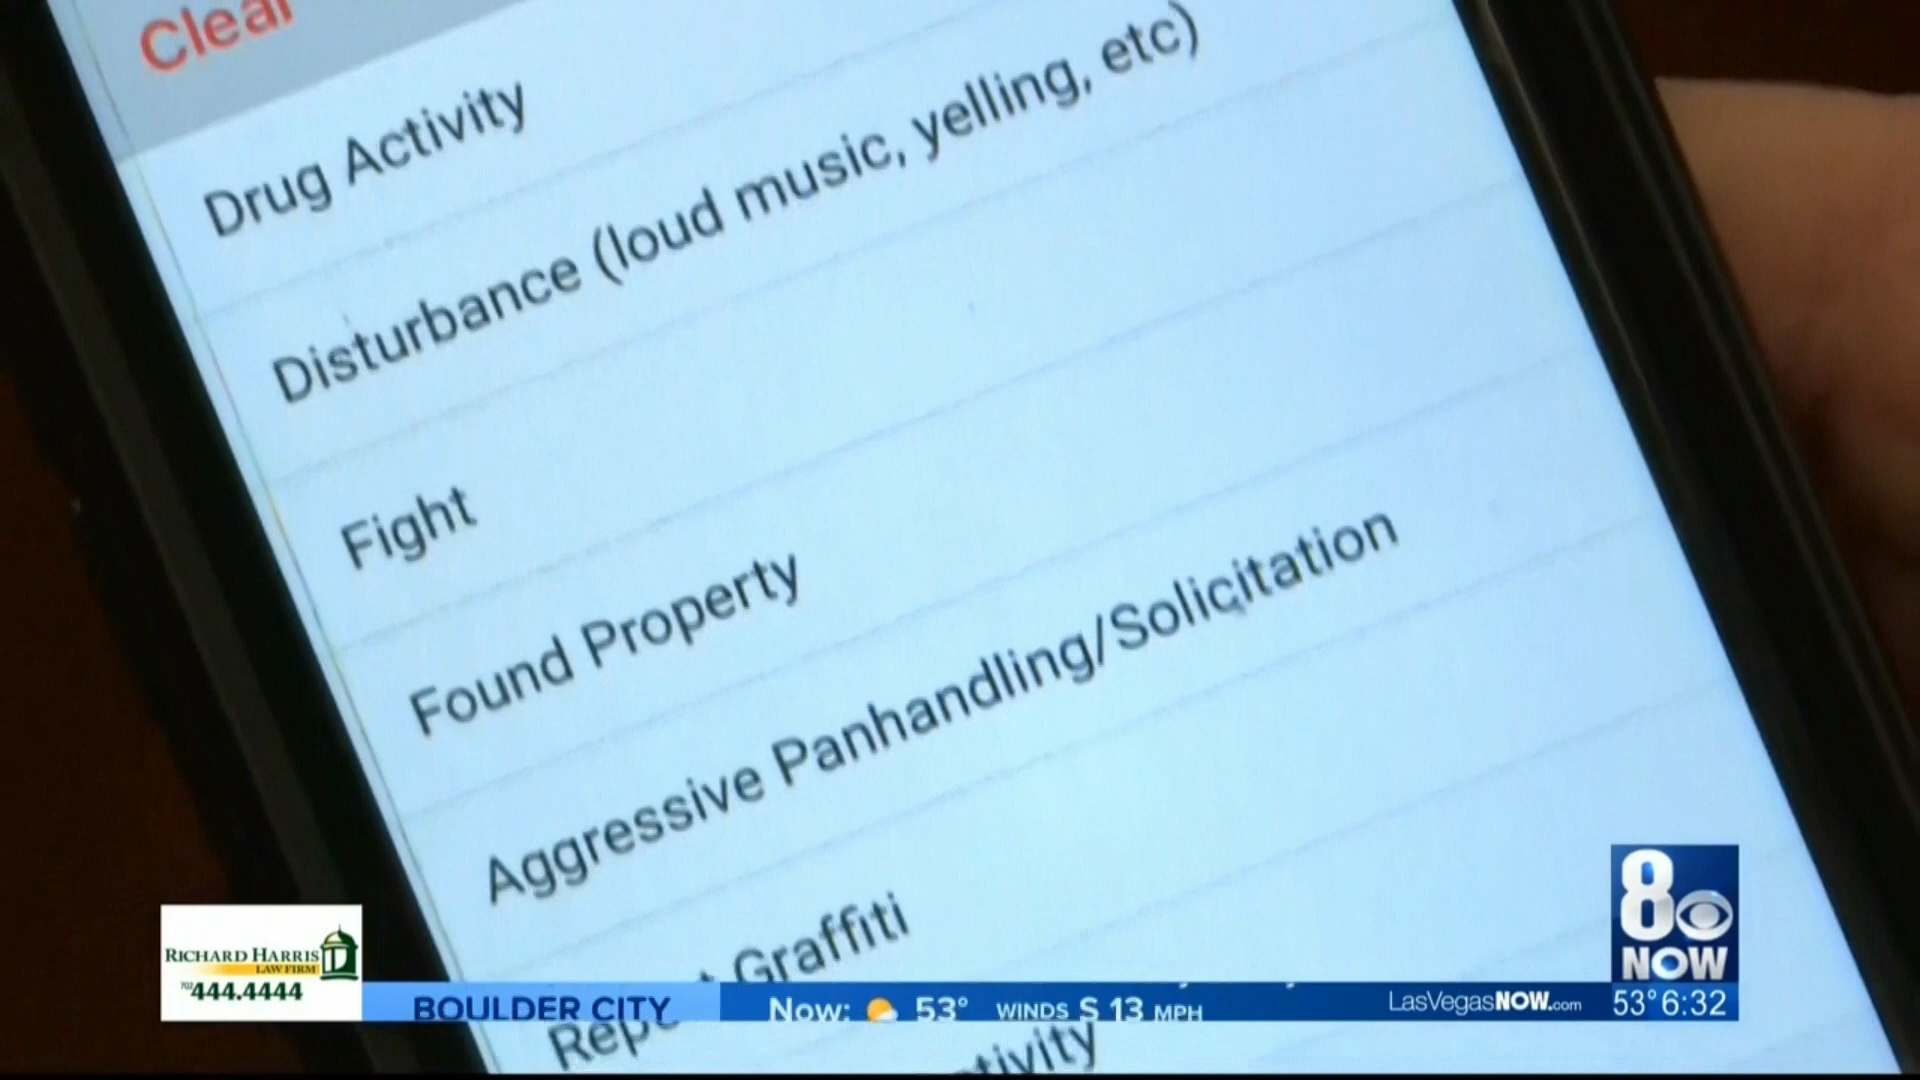 Clear
Drug Activity
Disturbance (loud music, yelling, etc)
Fight
Found Property
Aggressive Panhandling/Solicitation
Graffiti
RICHARD HARRIS
LAW FIRM
702 444.4444
BOULDER CITY
Now: 53° WINDS S 13 MPH
LasVegasNOW.com
8
NOW
53° 6:32